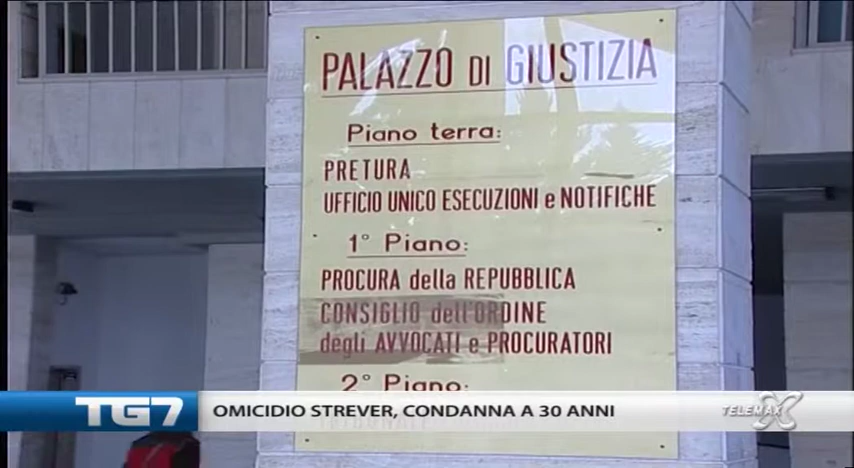 PALAZZO DI GIUSTIZIA
Piano terra:
PRETURA
UFFICIO UNICO ESECUZIONI e NOTIFICHE
1° Piano:
PROCURA della REPUBBLICA
CONSIGLIO dell'ORDINE
degli AVVOCATI e PROCURATORI
2° Piano:
TG7
OMICIDIO STREVER, CONDANNA A 30 ANNI
TELEMAX